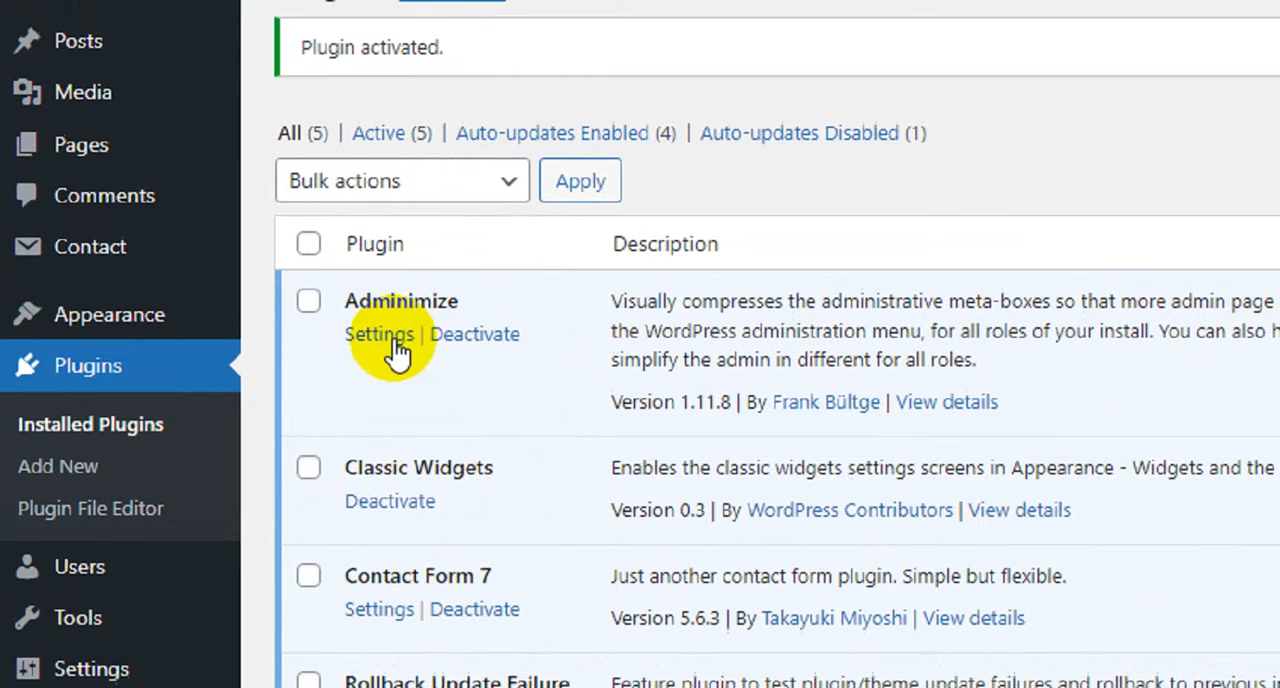 Posts
Media
Pages
Comments
Contact
Appearance
Plugins
Installed Plugins
Add New
Plugin File Editor
Users
Tools
Settings
Plugin activated.
All (5) | Active (5) | Auto-updates Enabled (4) | Auto-updates Disabled (1)
Bulk actions
Apply
Plugin
Description
Adminimize
Settings | Deactivate
Visually compresses the administrative meta-boxes so that more admin page
the WordPress administration menu, for all roles of your install. You can also
simplify the admin in different for all roles.
Version 1.11.8 | By Frank Bültge | View details
Classic Widgets
Deactivate
Enables the classic widgets settings screens in Appearance - Widgets and the
Version 0.3 | By WordPress Contributors | View details
Contact Form 7
Settings | Deactivate
Just another contact form plugin. Simple but flexible.
Version 5.6.3 | By Takayuki Miyoshi | View details
Rollback Update Failure
Feature plugin to test plugin/theme update failures and rollback to previous